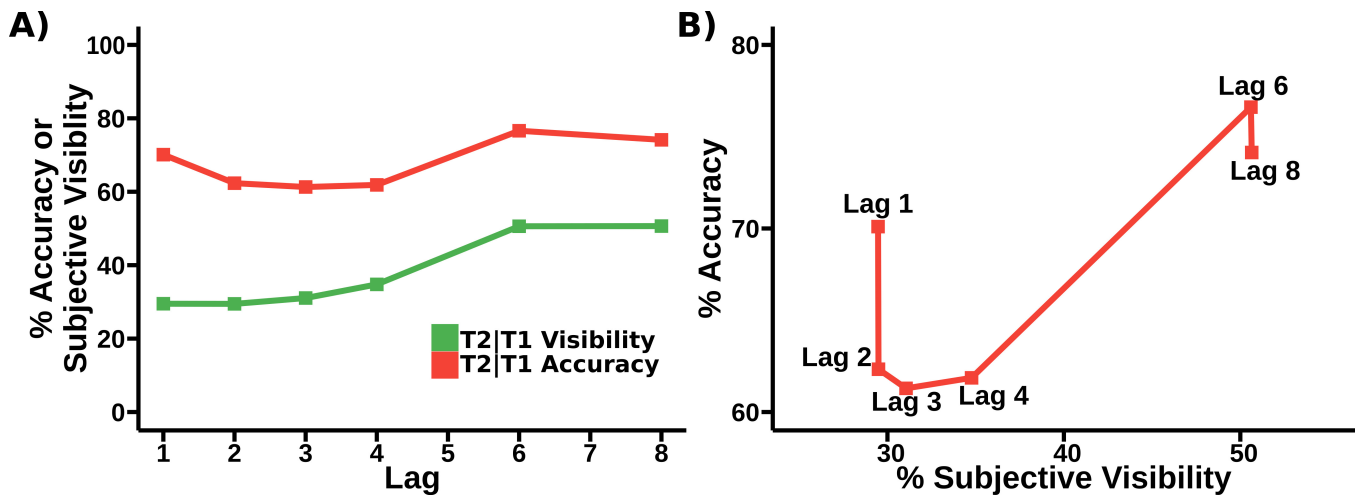 A)
% Accuracy or
Subjective Visiblity
100
80
60
40
20
0
1 2 3 4 5 6 7 8
Lag
T2|T1 Visibility
T2|T1 Accuracy
B)
% Accuracy
80
70
60
30 40 50
% Subjective Visibility
Lag 1
Lag 2
Lag 3
Lag 4
Lag 6
Lag 8